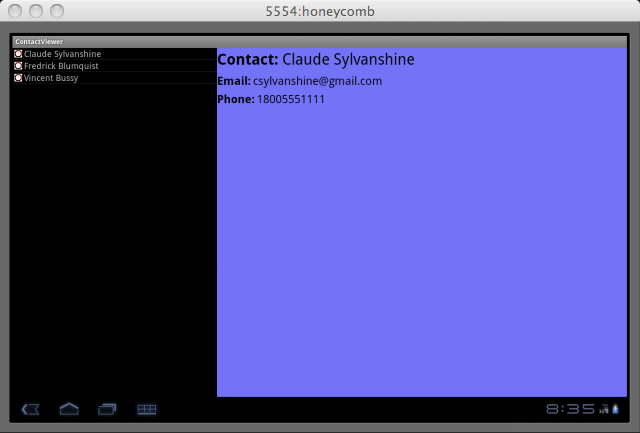 5554:honeycomb
ContactViewer
Claude Sylvanshine
Fredrick Blumquist
Vincent Bussy
Contact: Claude Sylvanshine
Email: csylvanshine@gmail.com
Phone: 18005551111
8:35